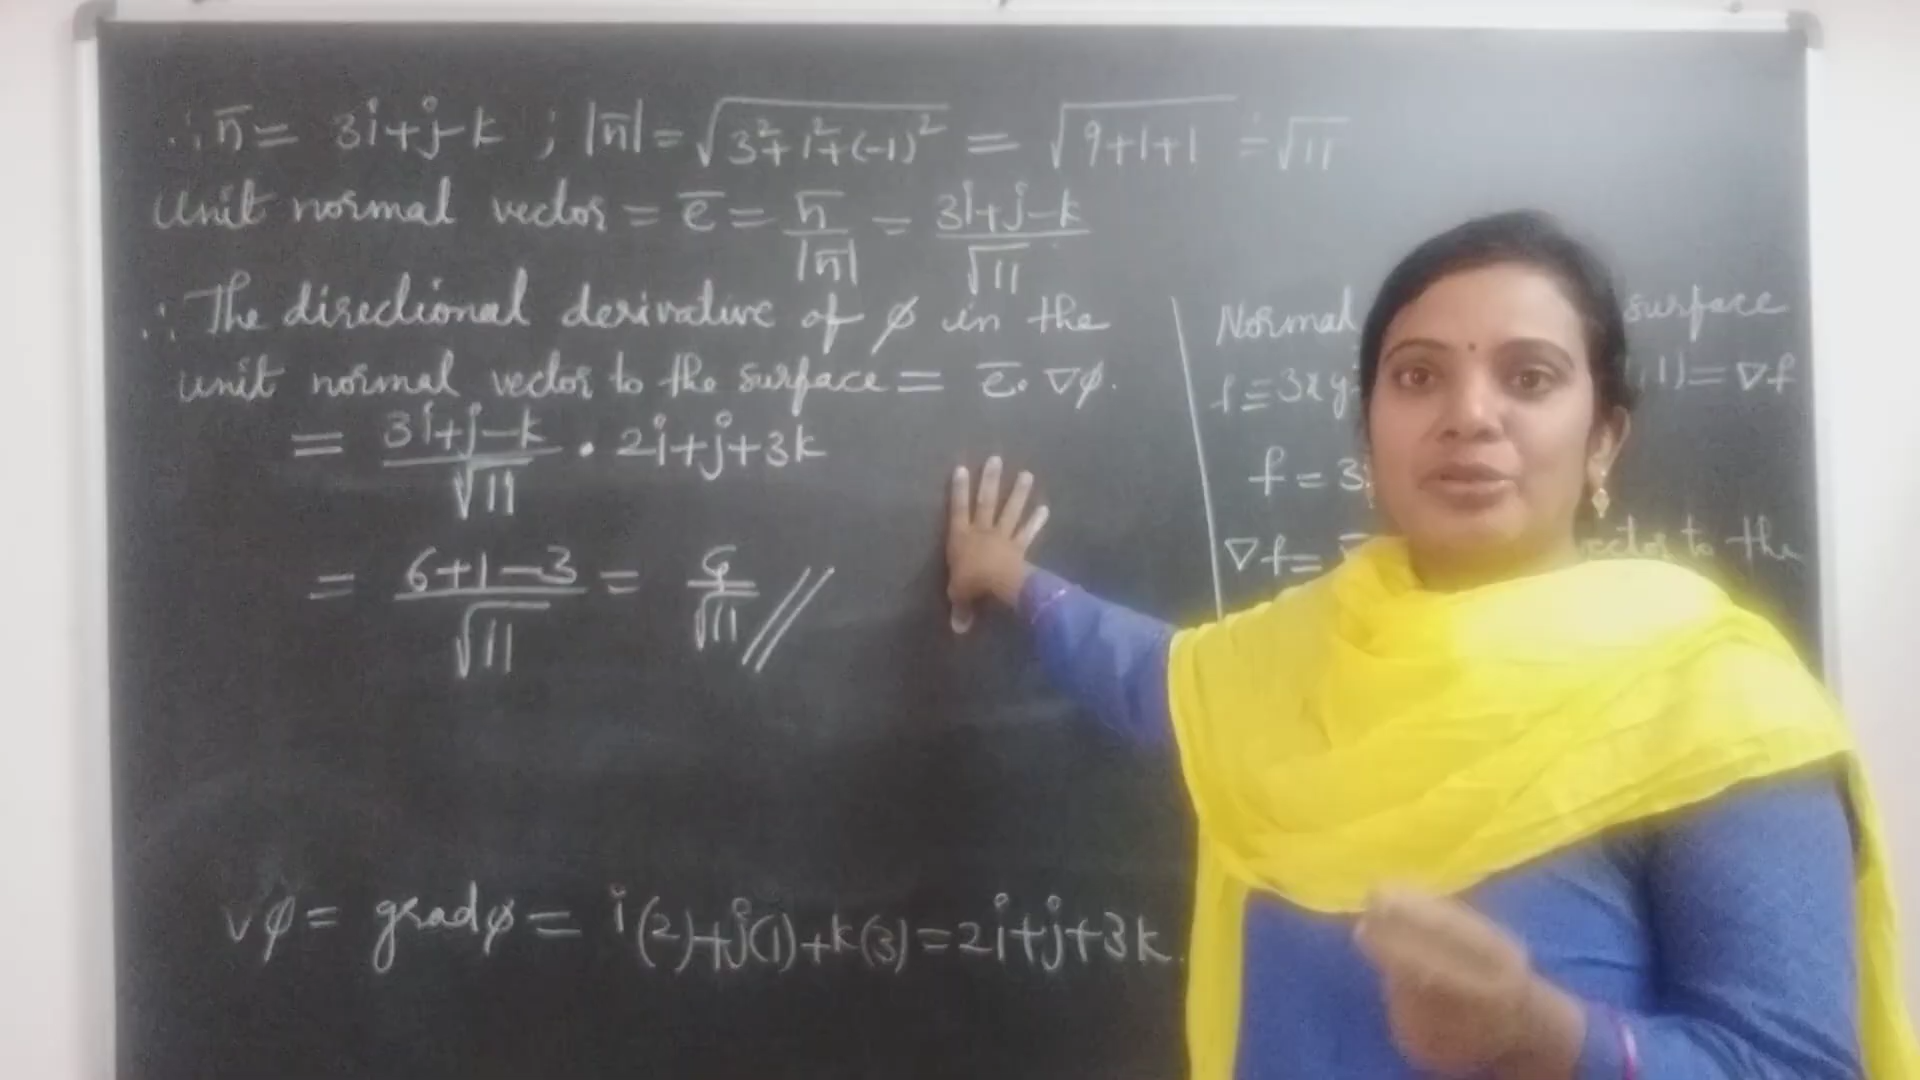 ∴ n̄ = 3i+j-k ; |n̄| = √(3²+1²+(-1)²) = √(9+1+1) = √11
Unit normal vector = ē = n̄/|n̄| = (3i+j-k)/√11
∴ The directional derivative of ϕ in the
unit normal vector to the surface = ē. ∇ϕ.
= (3i+j-k)/√11 . 2i+j+3k
= (6+1-3)/√11 =
/√11 //
∇ϕ = gradϕ = i(2)+j(1)+k(3) = 2i+j+3k.
Normal surface
f = 3xy 1) = ∇f
f = 3
∇f = vector to the